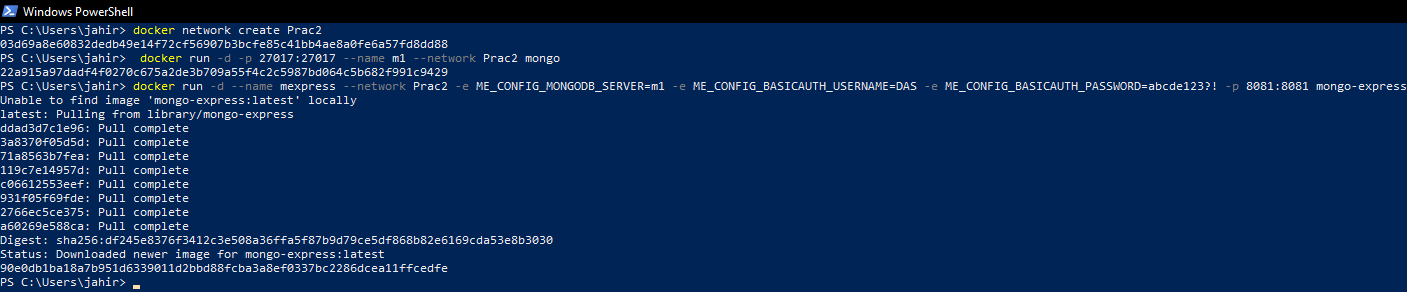 Windows PowerShell
PS C:\Users\jahir> docker network create Prac2
03d69a8e60832dedb49e14f72cf56907b3bcfe85c41bb4ae8a0fe6a57fd8dd88
PS C:\Users\jahir>  docker run -d -p 27017:27017 --name m1 --network Prac2 mongo
22a915a97dadf4f0270c675a2de3b709a55f4c2c5987bd064c5b682f991c9429
PS C:\Users\jahir> docker run -d --name mexpress --network Prac2 -e ME_CONFIG_MONGODB_SERVER=m1 -e ME_CONFIG_BASICAUTH_USERNAME=DAS -e ME_CONFIG_BASICAUTH_PASSWORD=abcde123?! -p 8081:8081 mongo-express
Unable to find image 'mongo-express:latest' locally
latest: Pulling from library/mongo-express
ddad3d7c1e96: Pull complete
3a8370f05d5d: Pull complete
71a8563b7fea: Pull complete
119c7e14957d: Pull complete
c06612553eef: Pull complete
931f05f69fde: Pull complete
2766ec5ce375: Pull complete
a60269e588ca: Pull complete
Digest: sha256:df245e8376f3412c3e508a36ffa5f87b9d79ce5df868b82e6169cda53e8b3030
Status: Downloaded newer image for mongo-express:latest
90e0db1ba18a7b951d6339011d2bbd88fcba3a8ef0337bc2286dcea11ffcedfe
PS C:\Users\jahir>